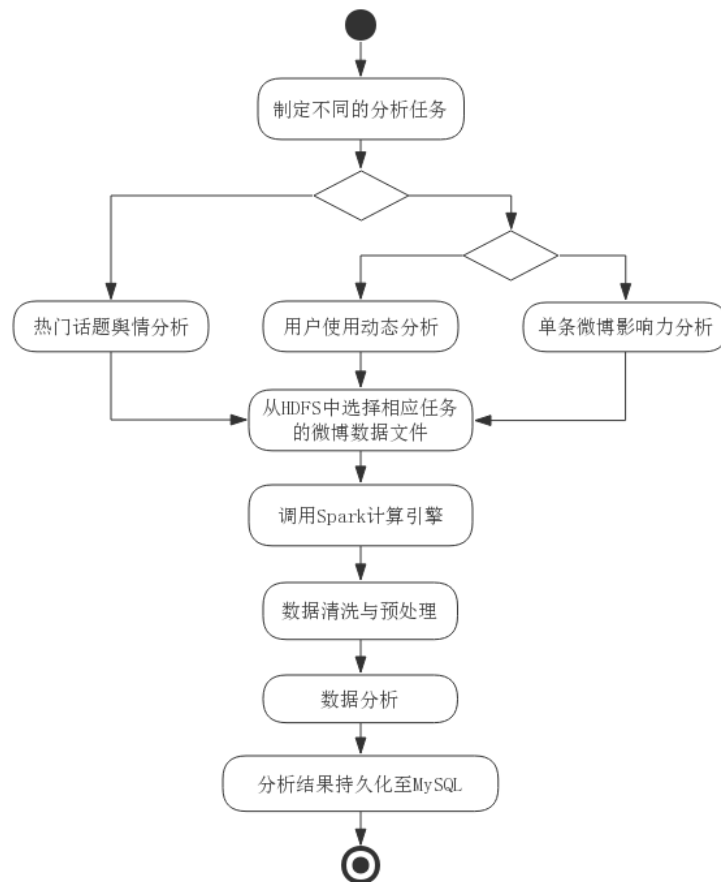 制定不同的分析任务
热门话题舆情分析
用户使用动态分析
单条微博影响力分析
从HDFS中选择相应任务
的微博数据文件
调用Spark计算引擎
数据清洗与预处理
数据分析
分析结果持久化至MySQL